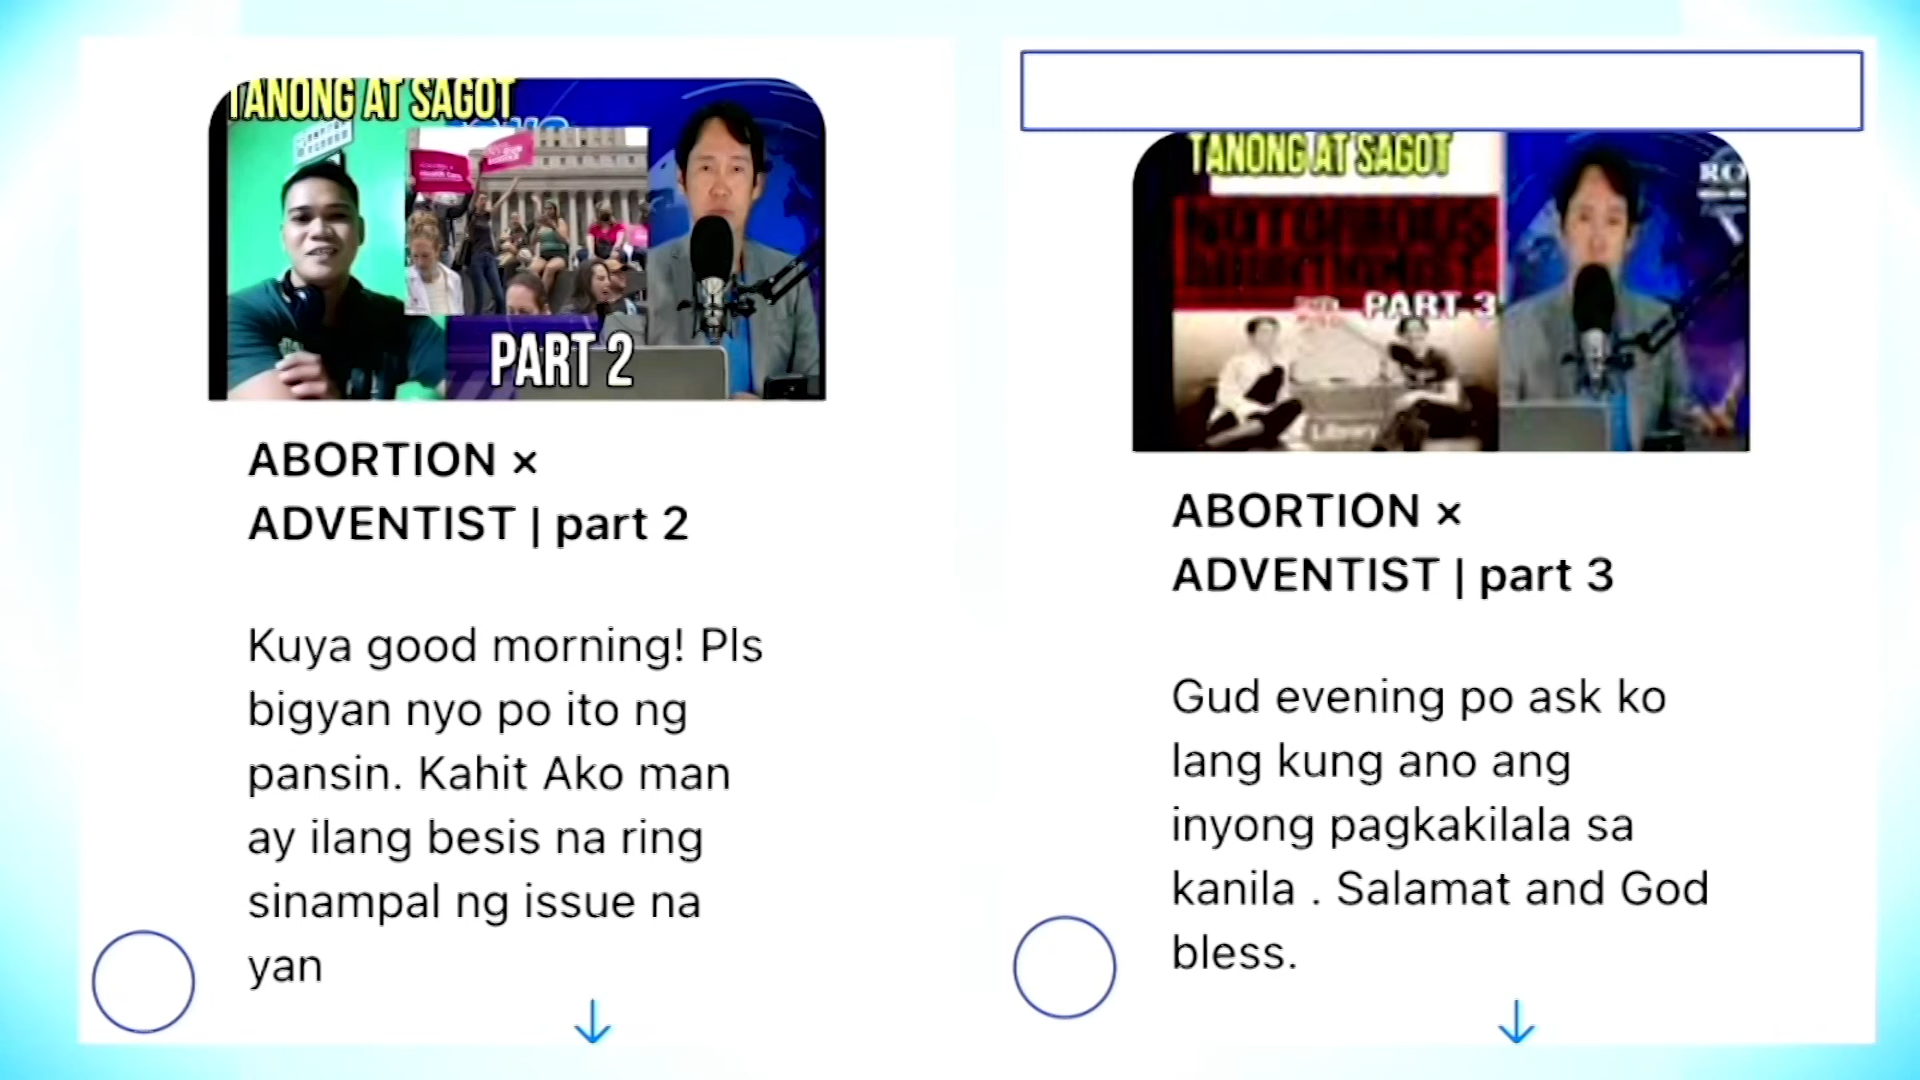 TANONG AT SAGOT
PART 2
ABORTION ×
ADVENTIST | part 2
Kuya good morning! Pls
bigyan nyo po ito ng
pansin. Kahit Ako man
ay ilang besis na ring
sinampal ng issue na
yan
↓
TANONG AT SAGOT
RO
PART 3
Library
ABORTION ×
ADVENTIST | part 3
Gud evening po ask ko
lang kung ano ang
inyong pagkakilala sa
kanila . Salamat and God
bless.
↓